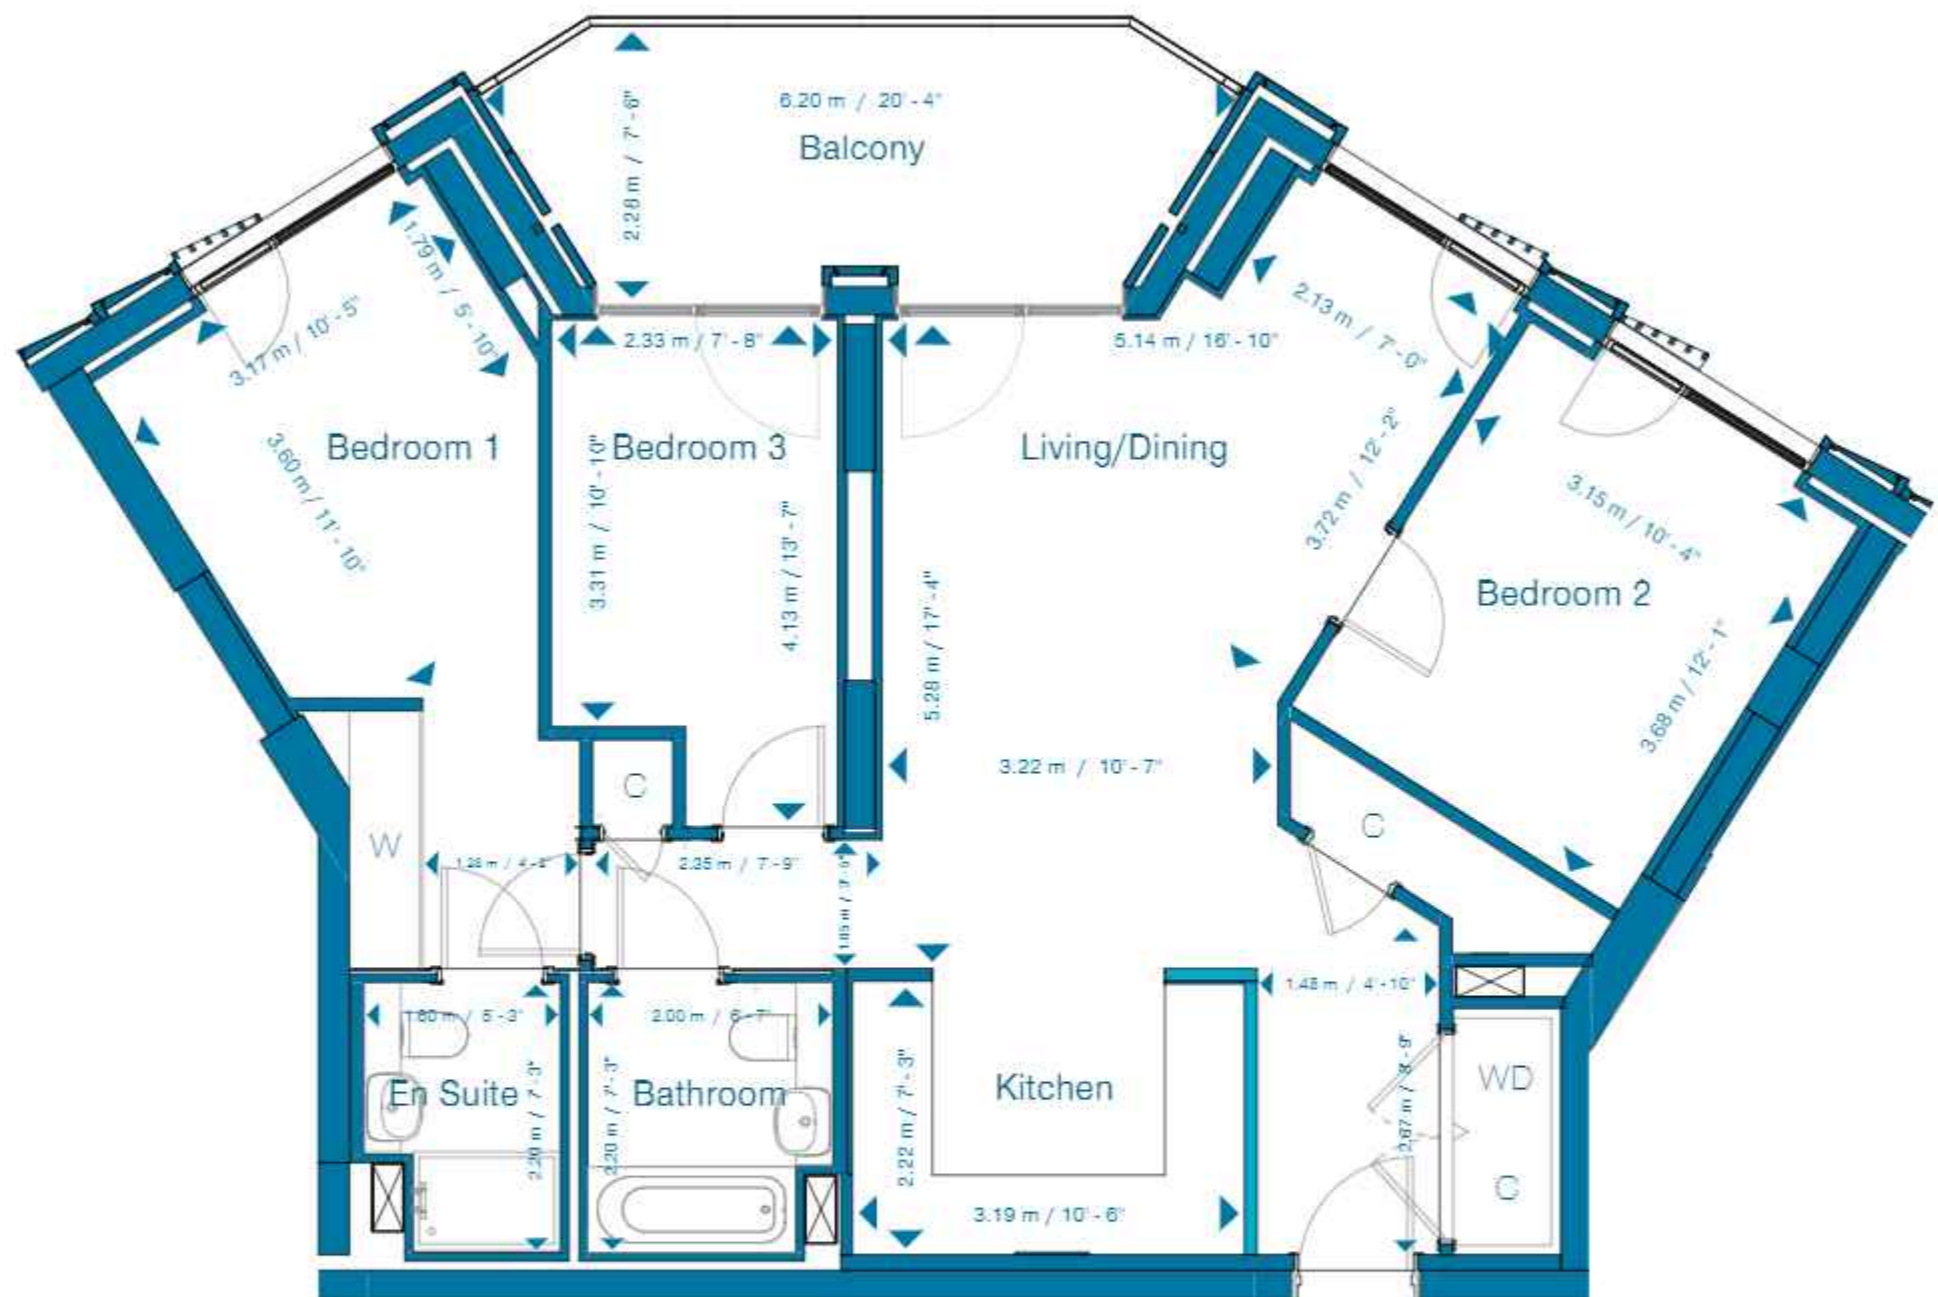 6.20 m / 20' - 4"
Balcony
2.28 m / 7' - 6"
1.79 m / 5' - 10"
3.17 m / 10' - 5"
2.33 m / 7' - 8"
5.14 m / 16' - 10"
2.13 m / 7' - 0"
Bedroom 1
Bedroom 3
Living/Dining
3.60 m / 11' - 10"
3.31 m / 10' - 10"
4.13 m / 13' - 7"
3.72 m / 12' - 2"
3.15 m / 10' - 4"
Bedroom 2
5.28 m / 17' - 4"
3.68 m / 12' - 1"
3.22 m / 10' - 7"
C
C
W
2.35 m / 7' - 9"
1.48 m / 4' - 10"
1.60 m / 5' - 3"
2.00 m / 6' - 7"
En Suite
2.20 m / 7' - 3"
2.20 m / 7' - 3"
Bathroom
2.22 m / 7' - 3"
Kitchen
2.67 m / 8' - 9"
WD
C
3.19 m / 10' - 6"